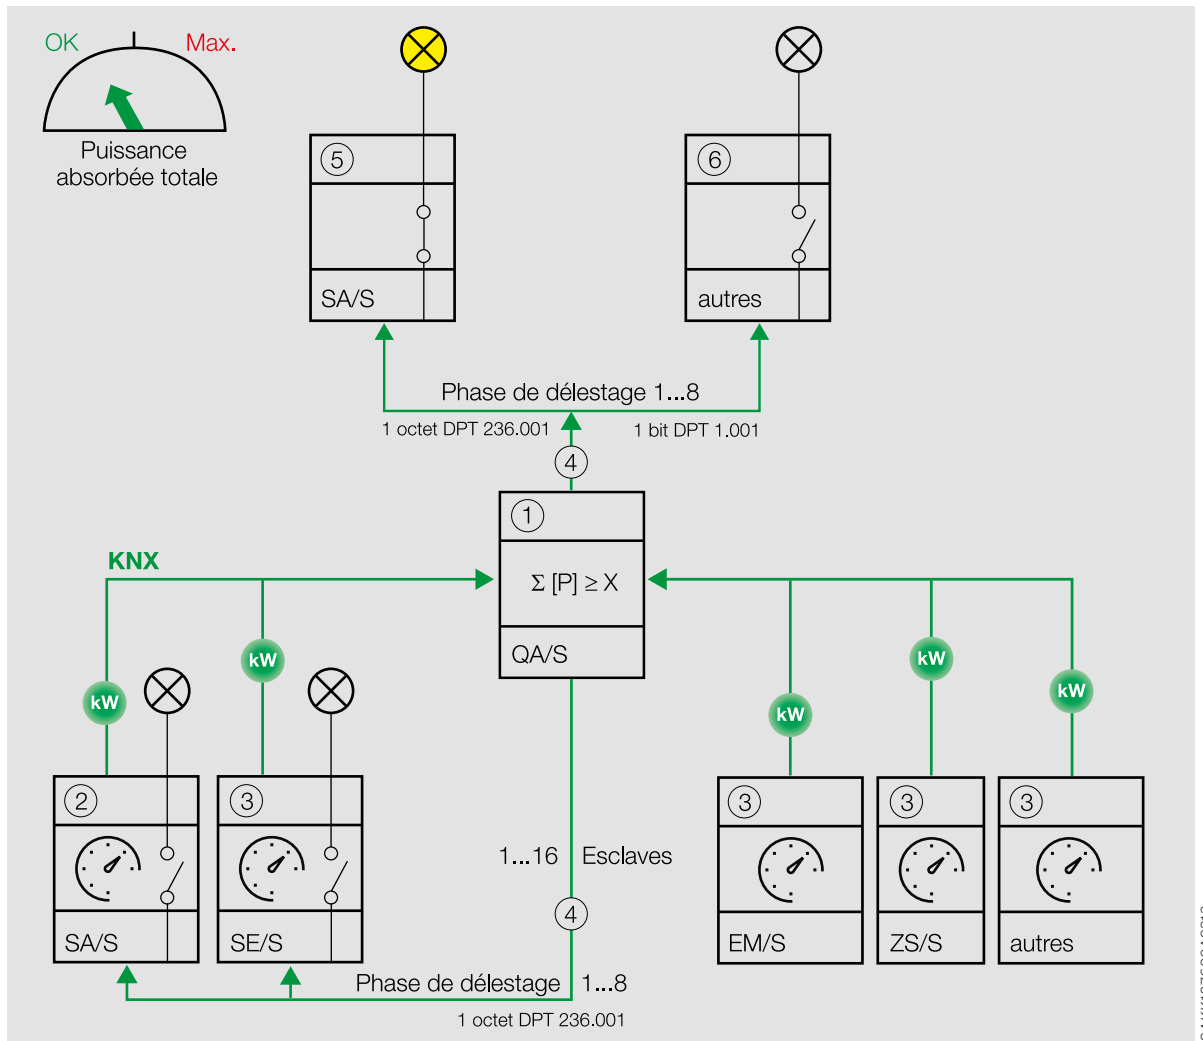 OK
Max.
Puissance
absorbée totale
5
SA/S
6
autres
Phase de délestage 1...8
1 octet DPT 236.001
1 bit DPT 1.001
4
1
Σ [P] ≥ X
QA/S
KNX
kW
kW
kW
kW
kW
2
SA/S
3
SE/S
3
EM/S
3
ZS/S
3
autres
1...16 Esclaves
4
Phase de délestage 1...8
1 octet DPT 236.001